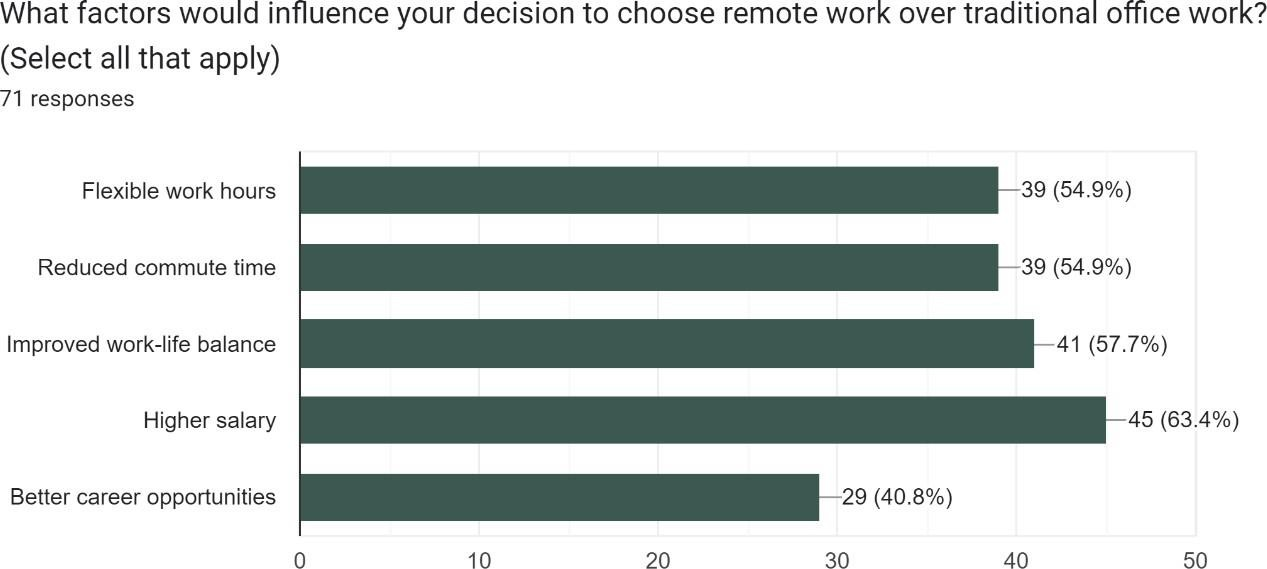 What factors would influence your decision to choose remote work over traditional office work?
(Select all that apply)
71 responses
Flexible work hours
39 (54.9%)
Reduced commute time
39 (54.9%)
Improved work-life balance
41 (57.7%)
Higher salary
45 (63.4%)
Better career opportunities
29 (40.8%)
0 10 20 30 40 50